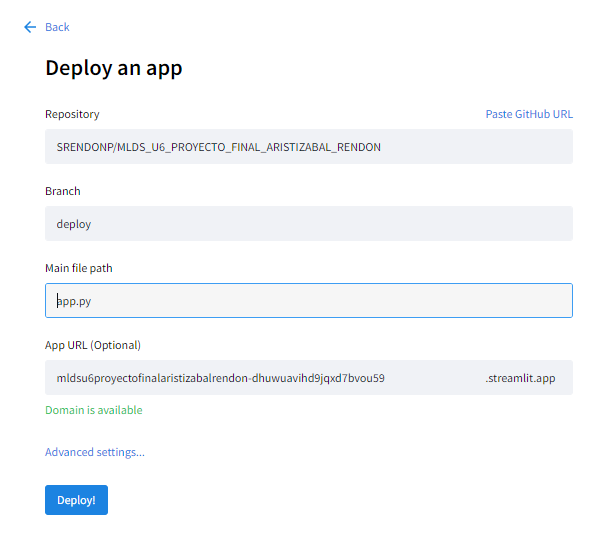 Back
Deploy an app
Repository
Paste GitHub URL
SRENDONP/MLDS_U6_PROYECTO_FINAL_ARISTIZABAL_RENDON
Branch
deploy
Main file path
app.py
App URL (Optional)
mldsu6proyectofinalaristizabalrendon-dhuwuavihd9jqxd7bvou59 .streamlit.app
Domain is available
Advanced settings...
Deploy!